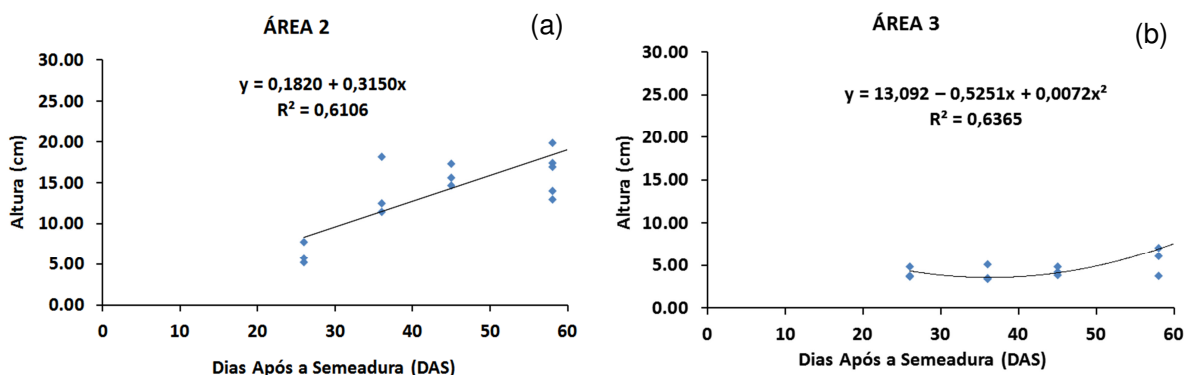 ÁREA 2
(a)
30.00
25.00
20.00
15.00
10.00
5.00
0.00
Altura (cm)
y = 0,1820 + 0,3150x
R² = 0,6106
0 10 20 30 40 50 60
Dias Após a Semeadura (DAS)
ÁREA 3
(b)
30.00
25.00
20.00
15.00
10.00
5.00
0.00
Altura (cm)
y = 13,092 – 0,5251x + 0,0072x²
R² = 0,6365
0 10 20 30 40 50 60
Dias Após a Semeadura (DAS)